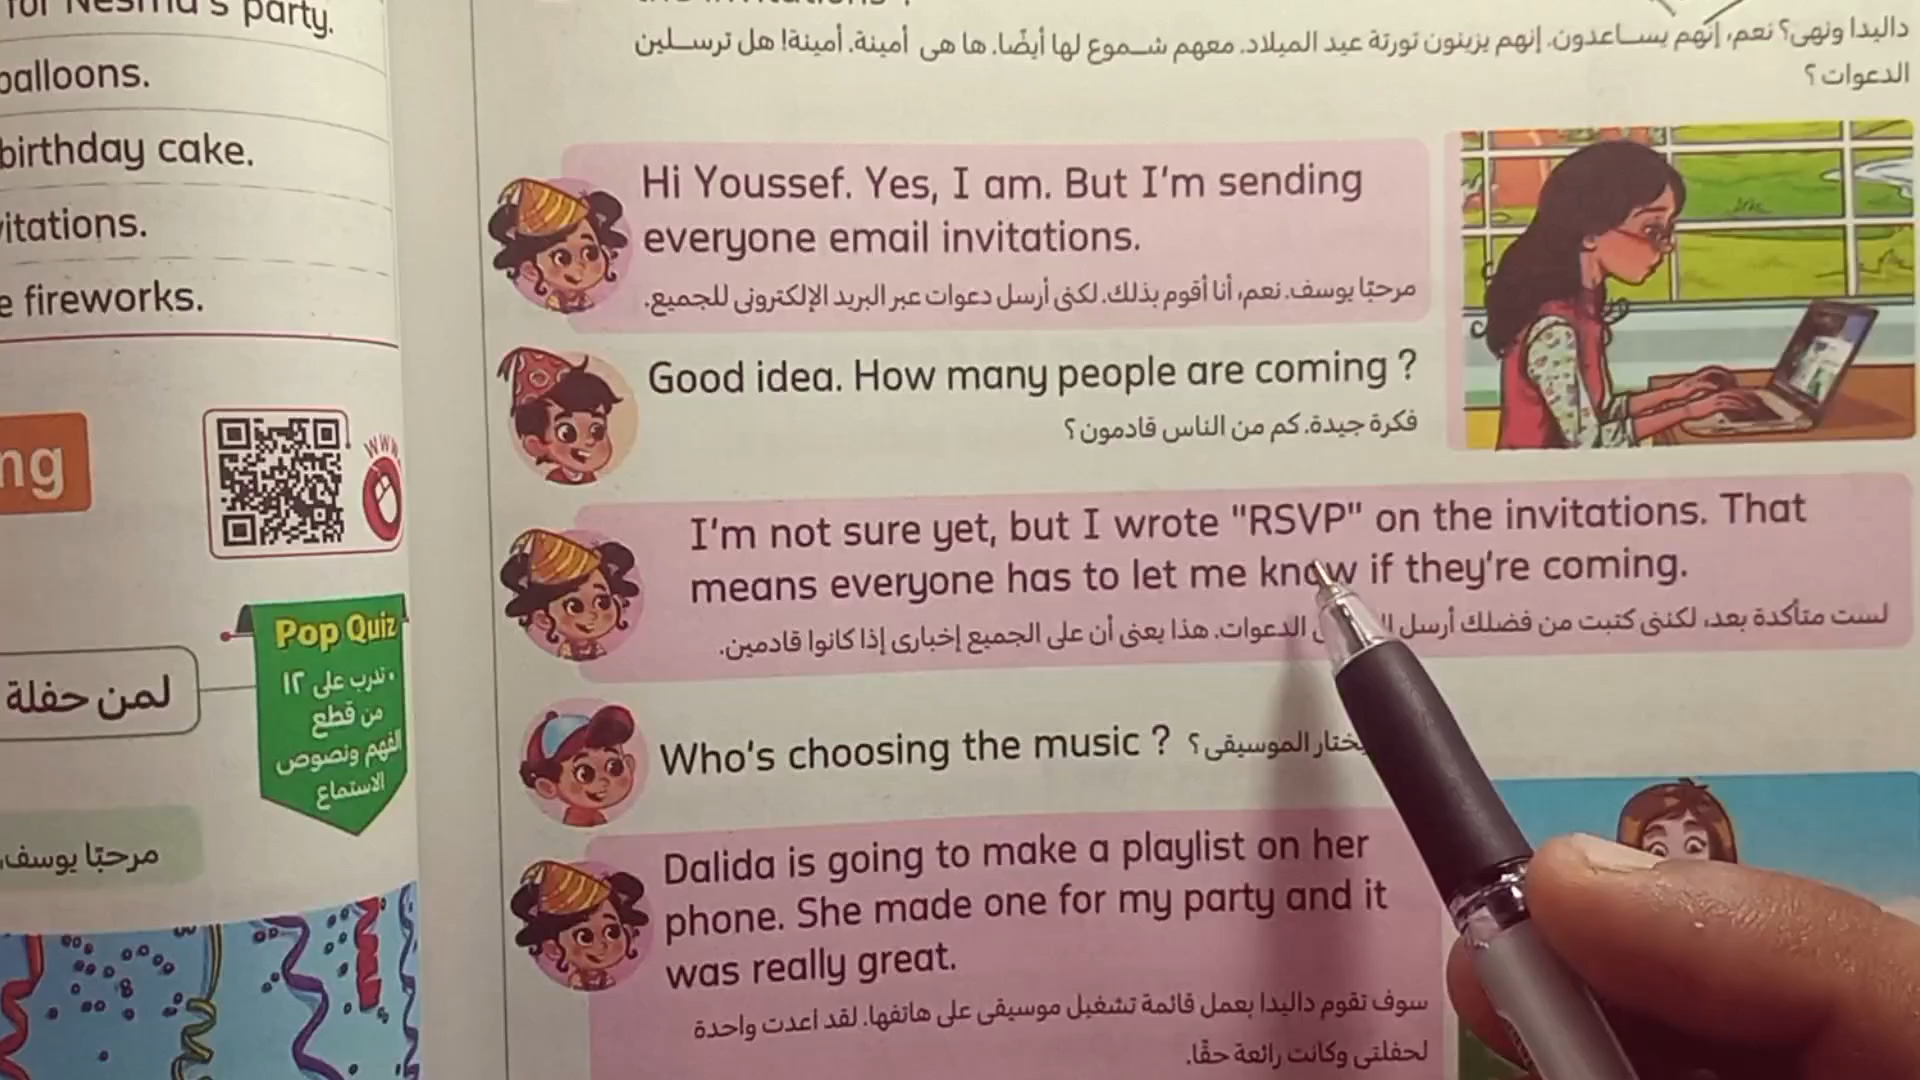 for Nesma's party.
balloons.
birthday cake.
e fireworks.
ng
Pop Quiz
تدرب على ١٢
من قطع
الفهم ونصوص
الاستماع
لمن حفلة
مرحبًا يوسف،
داليدا ونهى؟ نعم، إنهم يساعدون. إنهم يزينون تورتة عيد الميلاد. معهم شموع لها أيضًا. ها هى أمينة. أمينة! هل ترسلين
الدعوات؟
Hi Youssef. Yes, I am. But I'm sending
everyone email invitations.
مرحبًا يوسف. نعم، أنا أقوم بذلك. لكنى أرسل دعوات عبر البريد الإلكترونى للجميع.
Good idea. How many people are coming ?
فكرة جيدة. كم من الناس قادمون؟
I'm not sure yet, but I wrote "RSVP" on the invitations. That
means everyone has to let me know if they're coming.
لست متأكدة بعد، لكننى كتبت من فضلك أرسل الدعوات. هذا يعنى أن على الجميع إخبارى إذا كانوا قادمين.
Who's choosing the music ? يختار الموسيقى؟
Dalida is going to make a playlist on her
phone. She made one for my party and it
was really great.
سوف تقوم داليدا بعمل قائمة تشغيل موسيقى على هاتفها. لقد أعدت واحدة
لحفلتى وكانت رائعة حقًا.